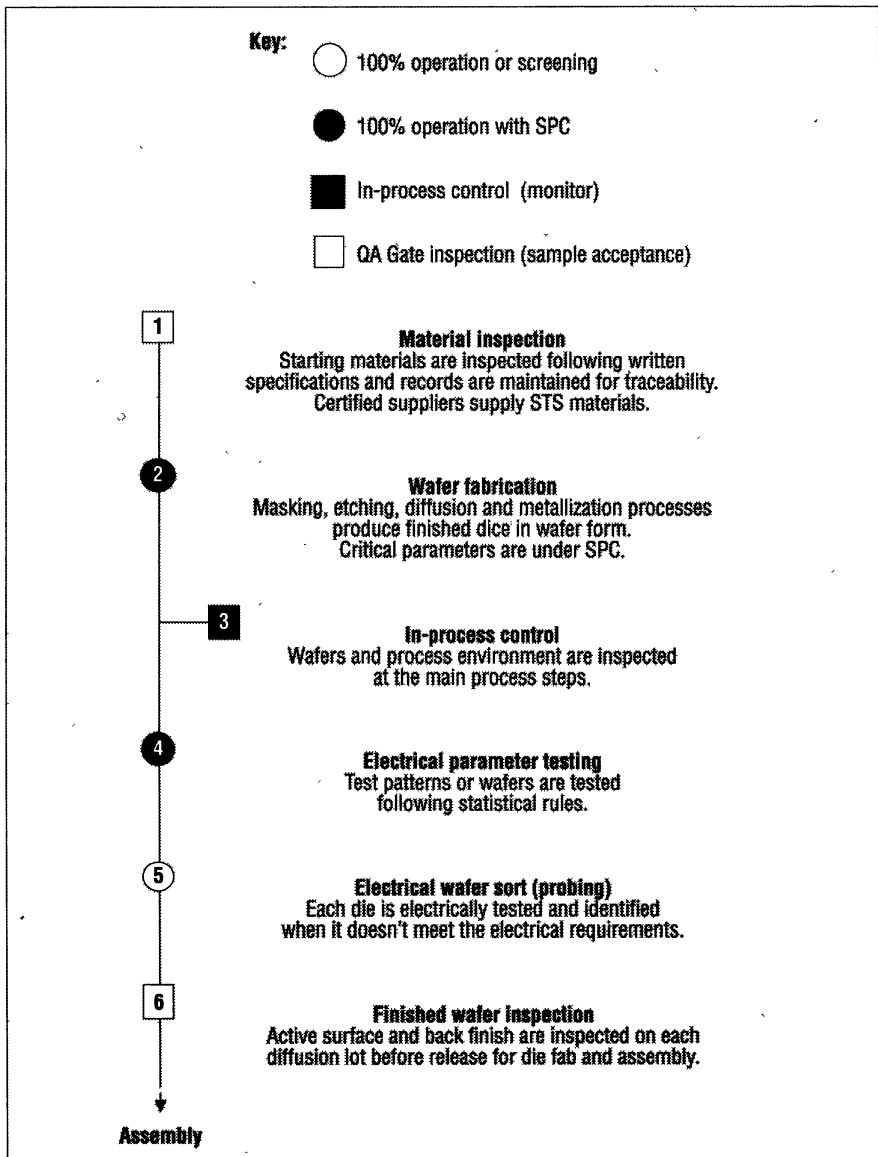 Key:
100% operation or screening
100% operation with SPC
In-process control (monitor)
QA Gate inspection (sample acceptance)
1
Material inspection
Starting materials are inspected following written
specifications and records are maintained for traceability.
Certified suppliers supply STS materials.
2
Wafer fabrication
Masking, etching, diffusion and metallization processes
produce finished dice in wafer form.
Critical parameters are under SPC.
3
In-process control
Wafers and process environment are inspected
at the main process steps.
4
Electrical parameter testing
Test patterns or wafers are tested
following statistical rules.
5
Electrical wafer sort (probing)
Each die is electrically tested and identified
when it doesn't meet the electrical requirements.
6
Finished wafer inspection
Active surface and back finish are inspected on each
diffusion lot before release for die fab and assembly.
Assembly